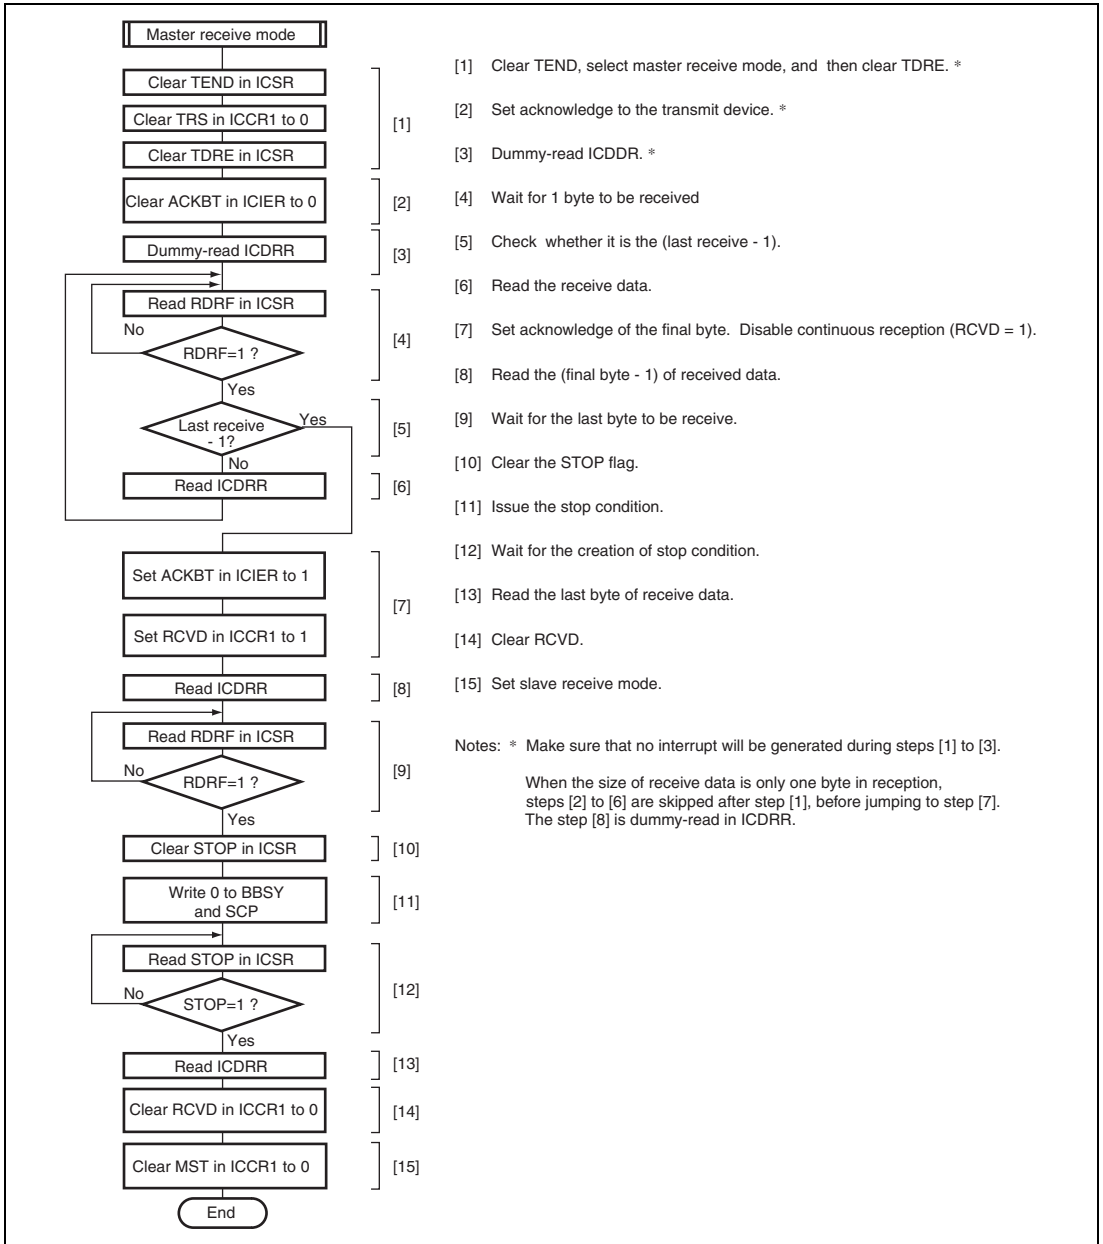 Master receive mode
Clear TEND in ICSR
Clear TRS in ICCR1 to 0
[1]
Clear TDRE in ICSR
Clear ACKBT in ICIER to 0
[2]
Dummy-read ICDRR
[3]
Read RDRF in ICSR
No
[4]
RDRF=1 ?
Yes
Last receive
- 1?
Yes
[5]
No
Read ICDRR
[6]
Set ACKBT in ICIER to 1
[7]
Set RCVD in ICCR1 to 1
Read ICDRR
[8]
Read RDRF in ICSR
No
RDRF=1 ?
[9]
Yes
Clear STOP in ICSR
[10]
Write 0 to BBSY
and SCP
[11]
Read STOP in ICSR
No
STOP=1 ?
[12]
Yes
Read ICDRR
[13]
Clear RCVD in ICCR1 to 0
[14]
Clear MST in ICCR1 to 0
[15]
End
[1] Clear TEND, select master receive mode, and then clear TDRE. *
[2] Set acknowledge to the transmit device. *
[3] Dummy-read ICDDR. *
[4] Wait for 1 byte to be received
[5] Check whether it is the (last receive - 1).
[6] Read the receive data.
[7] Set acknowledge of the final byte. Disable continuous reception (RCVD = 1).
[8] Read the (final byte - 1) of received data.
[9] Wait for the last byte to be receive.
[10] Clear the STOP flag.
[11] Issue the stop condition.
[12] Wait for the creation of stop condition.
[13] Read the last byte of receive data.
[14] Clear RCVD.
[15] Set slave receive mode.
Notes: * Make sure that no interrupt will be generated during steps [1] to [3].
When the size of receive data is only one byte in reception,
steps [2] to [6] are skipped after step [1], before jumping to step [7].
The step [8] is dummy-read in ICDRR.